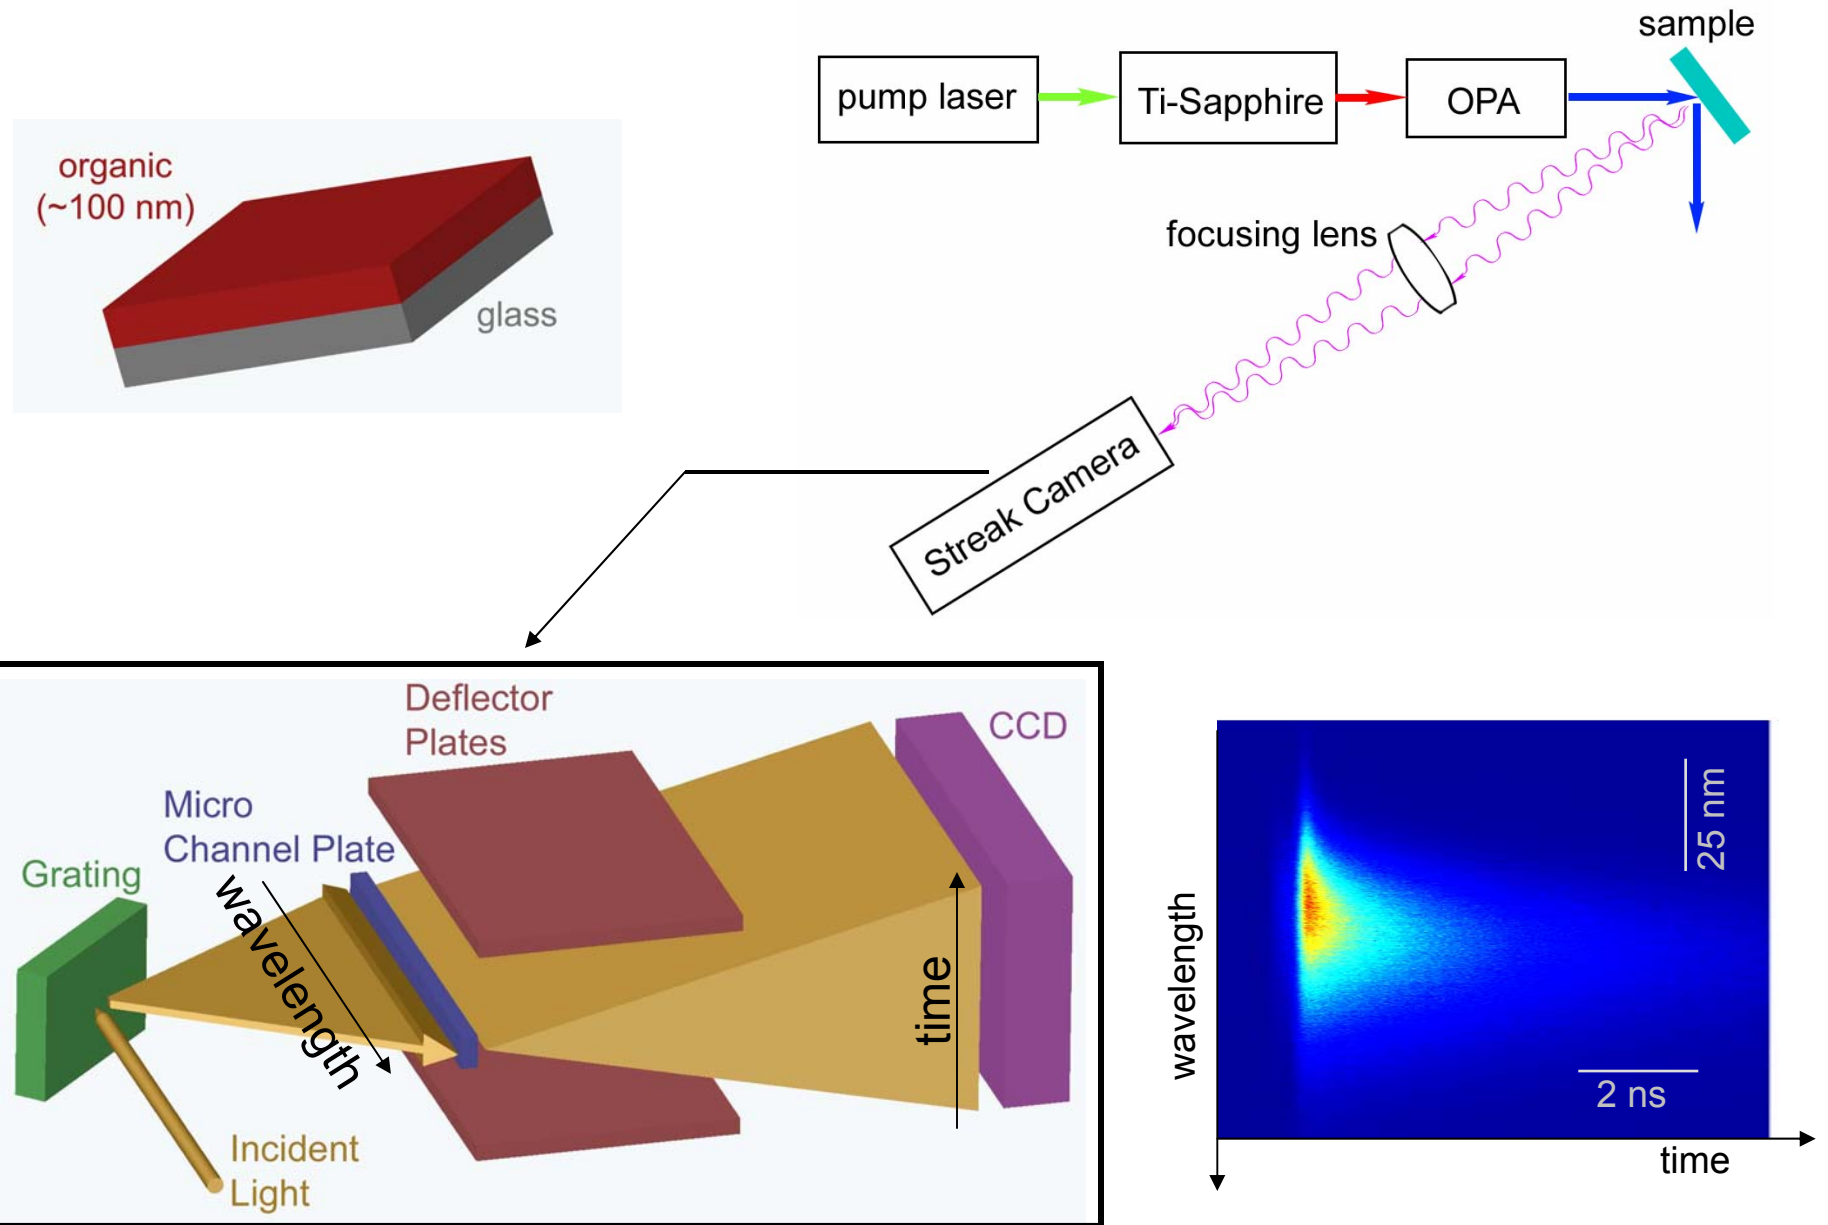 sample
pump laser
Ti-Sapphire
OPA
organic
(~100 nm)
glass
focusing lens
Streak Camera
Deflector
Plates
CCD
Micro
Channel Plate
Grating
wavelength
time
Incident
Light
25 nm
wavelength
2 ns
time